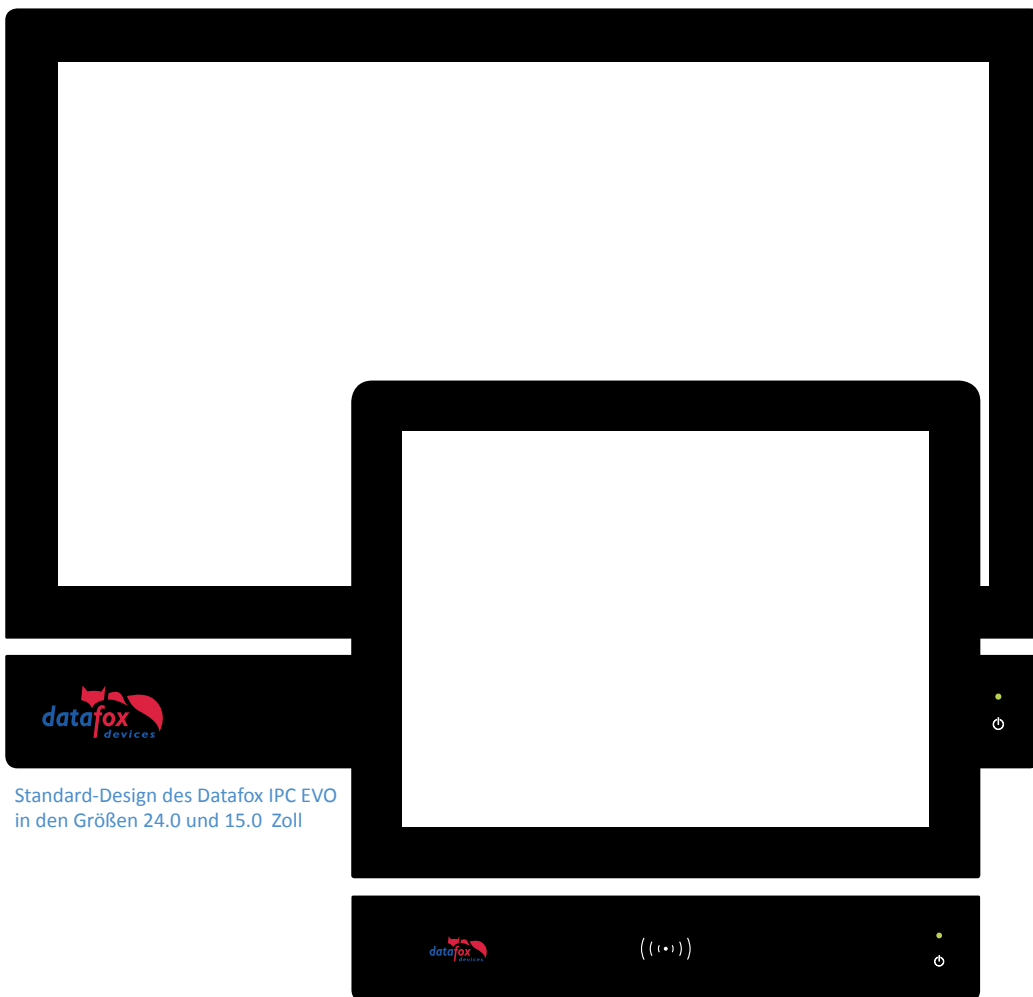 datafox
devices
Standard-Design des Datafox IPC EVO
in den Größen 24.0 und 15.0 Zoll
datafox
devices